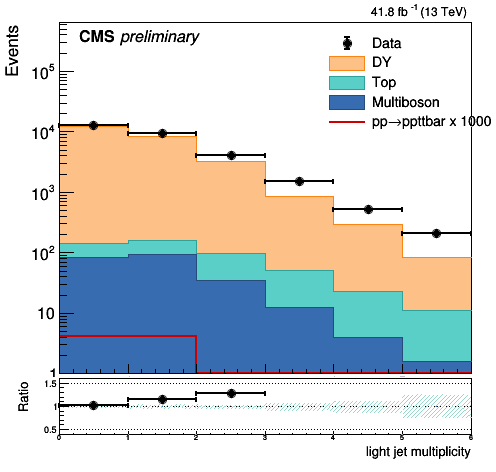 41.8 fb⁻¹ (13 TeV)
CMS preliminary
Events
Data
DY
Top
Multiboson
pp→ppttbar x 1000
10⁵
10⁴
10³
10²
10
1
Ratio
1.5
1
0.5
0 1 2 3 4 5 6
light jet multiplicity